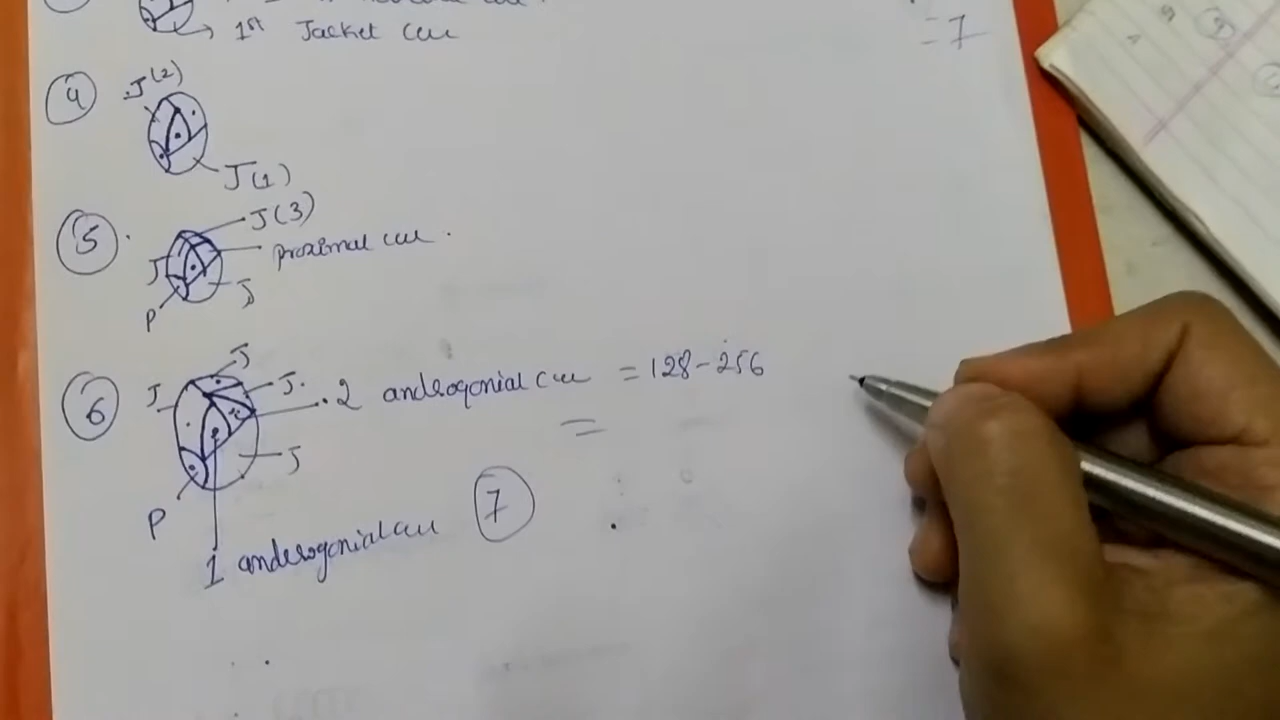 1st Jacket cell
= 7
4
J(2)
J(1)
5
J(3)
proximal cell.
J
J
P
6
J
J
J.
2 androgonial cell = 128-256
=
J
P
1 androgonial cell
7